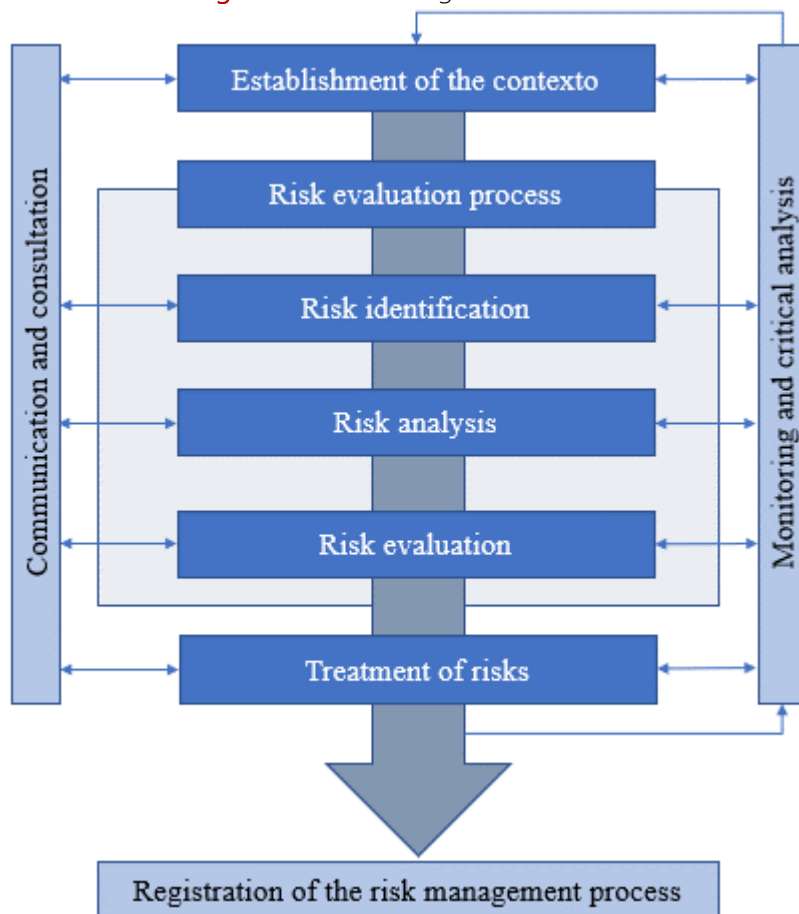 Establishment of the contexto
Risk evaluation process
Communication and consultation
Monitoring and critical analysis
Risk identification
Risk analysis
Risk evaluation
Treatment of risks
Registration of the risk management process